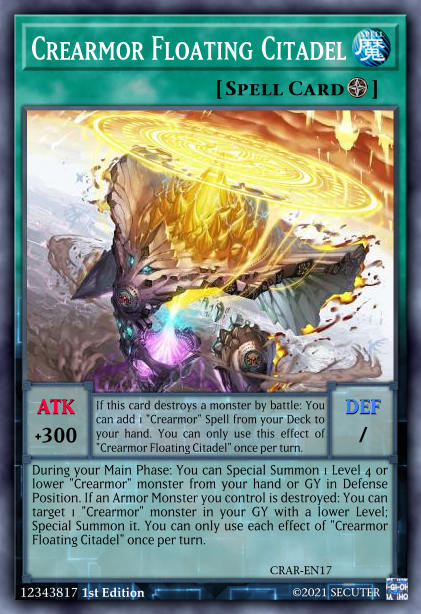 CREARMOR FLOATING CITADEL
魔
[SPELL CARD]
ATK
+300
If this card destroys a monster by battle: You
can add 1 "Crearmor" Spell from your Deck to
your hand. You can only use this effect of
"Crearmor Floating Citadel" once per turn.
DEF
/
During your Main Phase: You can Special Summon 1 Level 4 or
lower "Crearmor" monster from your hand or GY in Defense
Position. If an Armor Monster you control is destroyed: You can
target 1 "Crearmor" monster in your GY with a lower Level;
Special Summon it. You can only use each effect of "Crearmor
Floating Citadel" once per turn.
CRAR-EN17
12343817 1st Edition
©2021 SECUTER